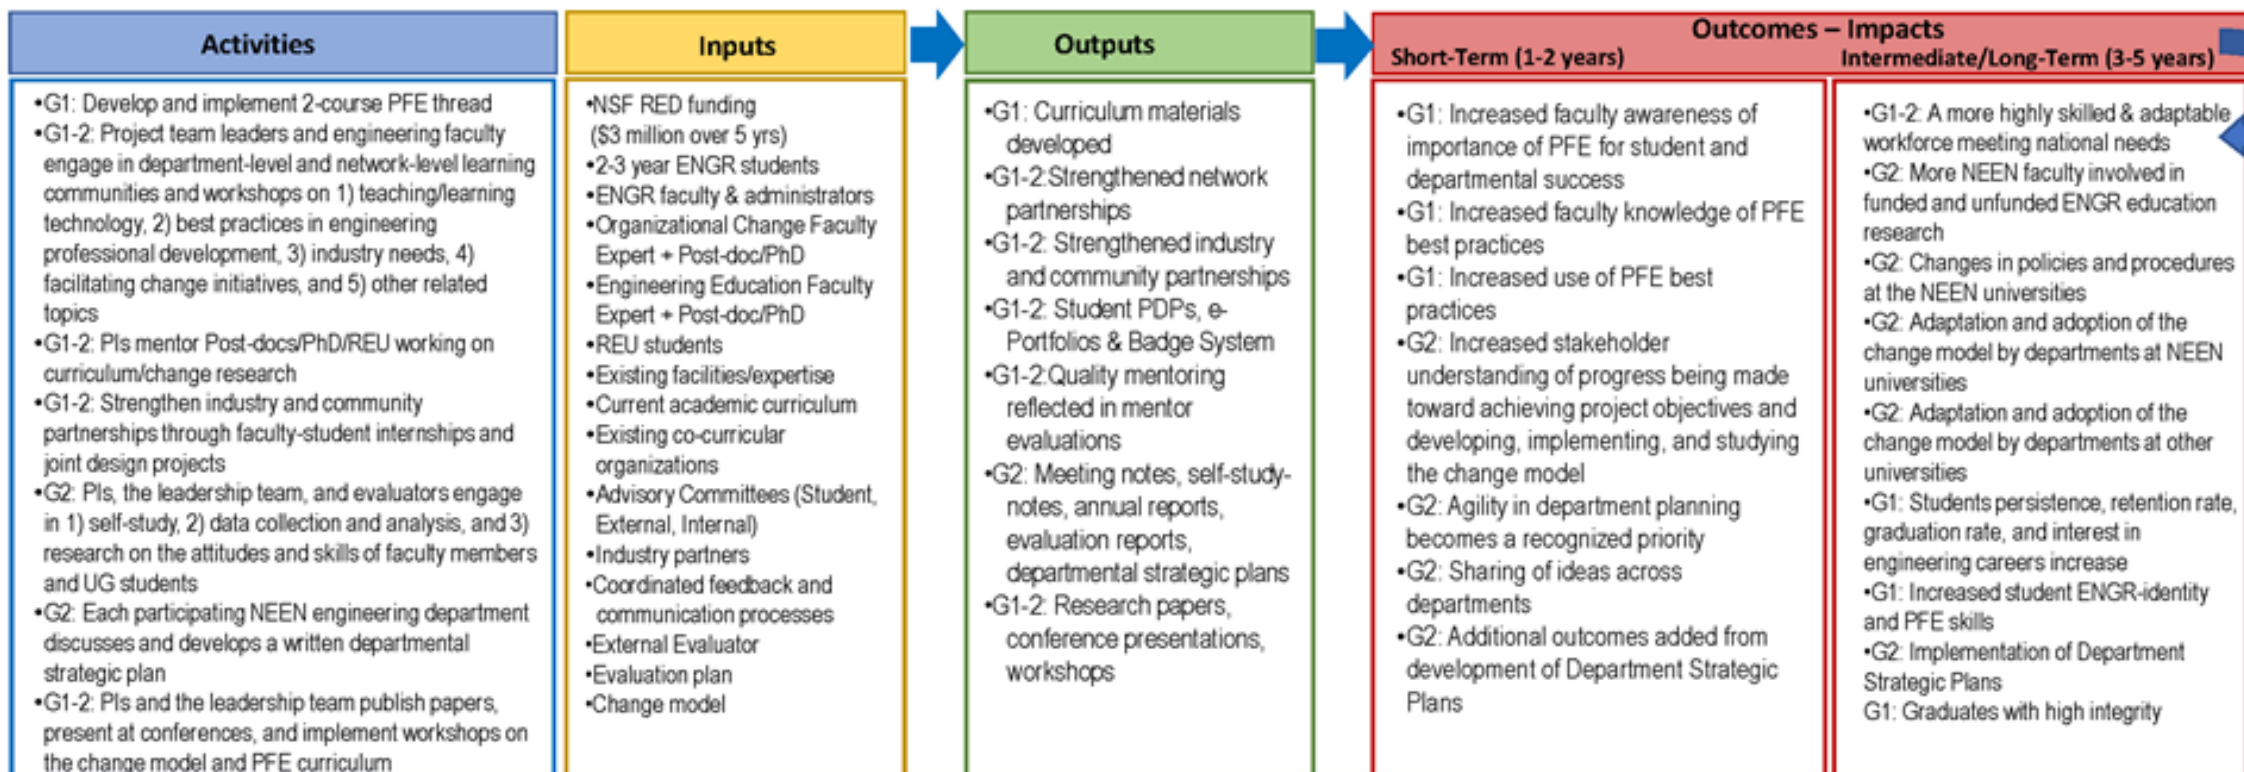 Activities
•G1: Develop and implement 2-course PFE thread
•G1-2: Project team leaders and engineering faculty
engage in department-level and network-level learning
communities and workshops on 1) teaching/learning
technology, 2) best practices in engineering
professional development, 3) industry needs, 4)
facilitating change initiatives, and 5) other related
topics
•G1-2: PIs mentor Post-docs/PhD/REU working on
curriculum/change research
•G1-2: Strengthen industry and community
partnerships through faculty-student internships and
joint design projects
•G2: PIs, the leadership team, and evaluators engage
in 1) self-study, 2) data collection and analysis, and 3)
research on the attitudes and skills of faculty members
and UG students
•G2: Each participating NEEN engineering department
discusses and develops a written departmental
strategic plan
•G1-2: PIs and the leadership team publish papers,
present at conferences, and implement workshops on
the change model and PFE curriculum
Inputs
•NSF RED funding
($3 million over 5 yrs)
•2-3 year ENGR students
•ENGR faculty & administrators
•Organizational Change Faculty
Expert + Post-doc/PhD
•Engineering Education Faculty
Expert + Post-doc/PhD
•REU students
•Existing facilities/expertise
•Current academic curriculum
•Existing co-curricular
organizations
•Advisory Committees (Student,
External, Internal)
•Industry partners
•Coordinated feedback and
communication processes
•External Evaluator
•Evaluation plan
•Change model
Outputs
•G1: Curriculum materials
developed
•G1-2:Strengthened network
partnerships
•G1-2: Strengthened industry
and community partnerships
•G1-2: Student PDPs, e-
Portfolios & Badge System
•G1-2:Quality mentoring
reflected in mentor
evaluations
•G2: Meeting notes, self-study-
notes, annual reports,
evaluation reports,
departmental strategic plans
•G1-2: Research papers,
conference presentations,
workshops
Outcomes – Impacts
Short-Term (1-2 years)
•G1: Increased faculty awareness of
importance of PFE for student and
departmental success
•G1: Increased faculty knowledge of PFE
best practices
•G1: Increased use of PFE best
practices
•G2: Increased stakeholder
understanding of progress being made
toward achieving project objectives and
developing, implementing, and studying
the change model
•G2: Agility in department planning
becomes a recognized priority
•G2: Sharing of ideas across
departments
•G2: Additional outcomes added from
development of Department Strategic
Plans
Intermediate/Long-Term (3-5 years)
•G1-2: A more highly skilled & adaptable
workforce meeting national needs
•G2: More NEEN faculty involved in
funded and unfunded ENGR education
research
•G2: Changes in policies and procedures
at the NEEN universities
•G2: Adaptation and adoption of the
change model by departments at NEEN
universities
•G2: Adaptation and adoption of the
change model by departments at other
universities
•G1: Students persistence, retention rate,
graduation rate, and interest in
engineering careers increase
•G1: Increased student ENGR-identity
and PFE skills
•G2: Implementation of Department
Strategic Plans
G1: Graduates with high integrity